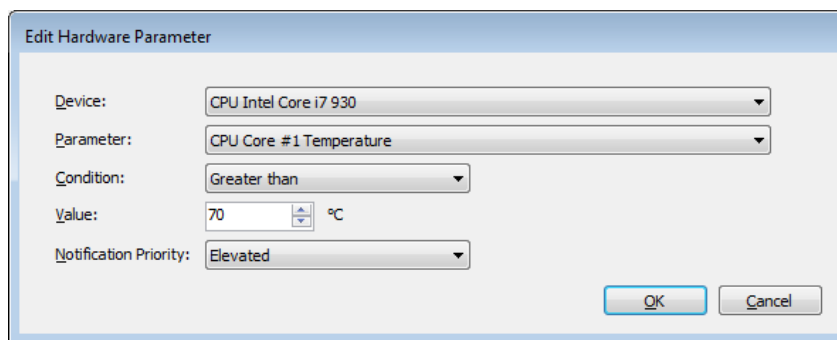 Edit Hardware Parameter
Device: CPU Intel Core i7 930
Parameter: CPU Core #1 Temperature
Condition: Greater than
Value: 70 ºC
Notification Priority: Elevated
OK Cancel